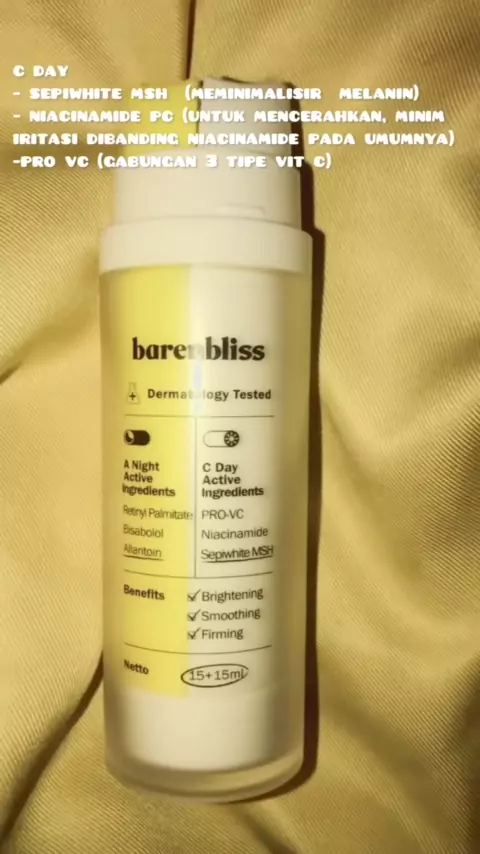 C DAY
- SEPIWHITE MSH (MEMINIMALISIR MELANIN)
- NIACINAMIDE PC (UNTUK MENCERAHKAN, MINIM
IRITASI DIBANDING NIACINAMIDE PADA UMUMNYA)
-PRO VC (GABUNGAN 3 TIPE VIT C)
barenbliss
Dermatology Tested
A Night
Active
Ingredients
Retinyl Palmitate
Bisabolol
Allantoin
C Day
Active
Ingredients
PRO-VC
Niacinamide
Sepiwhite MSH
Benefits
Brightening
Smoothing
Firming
Netto
15+15ml